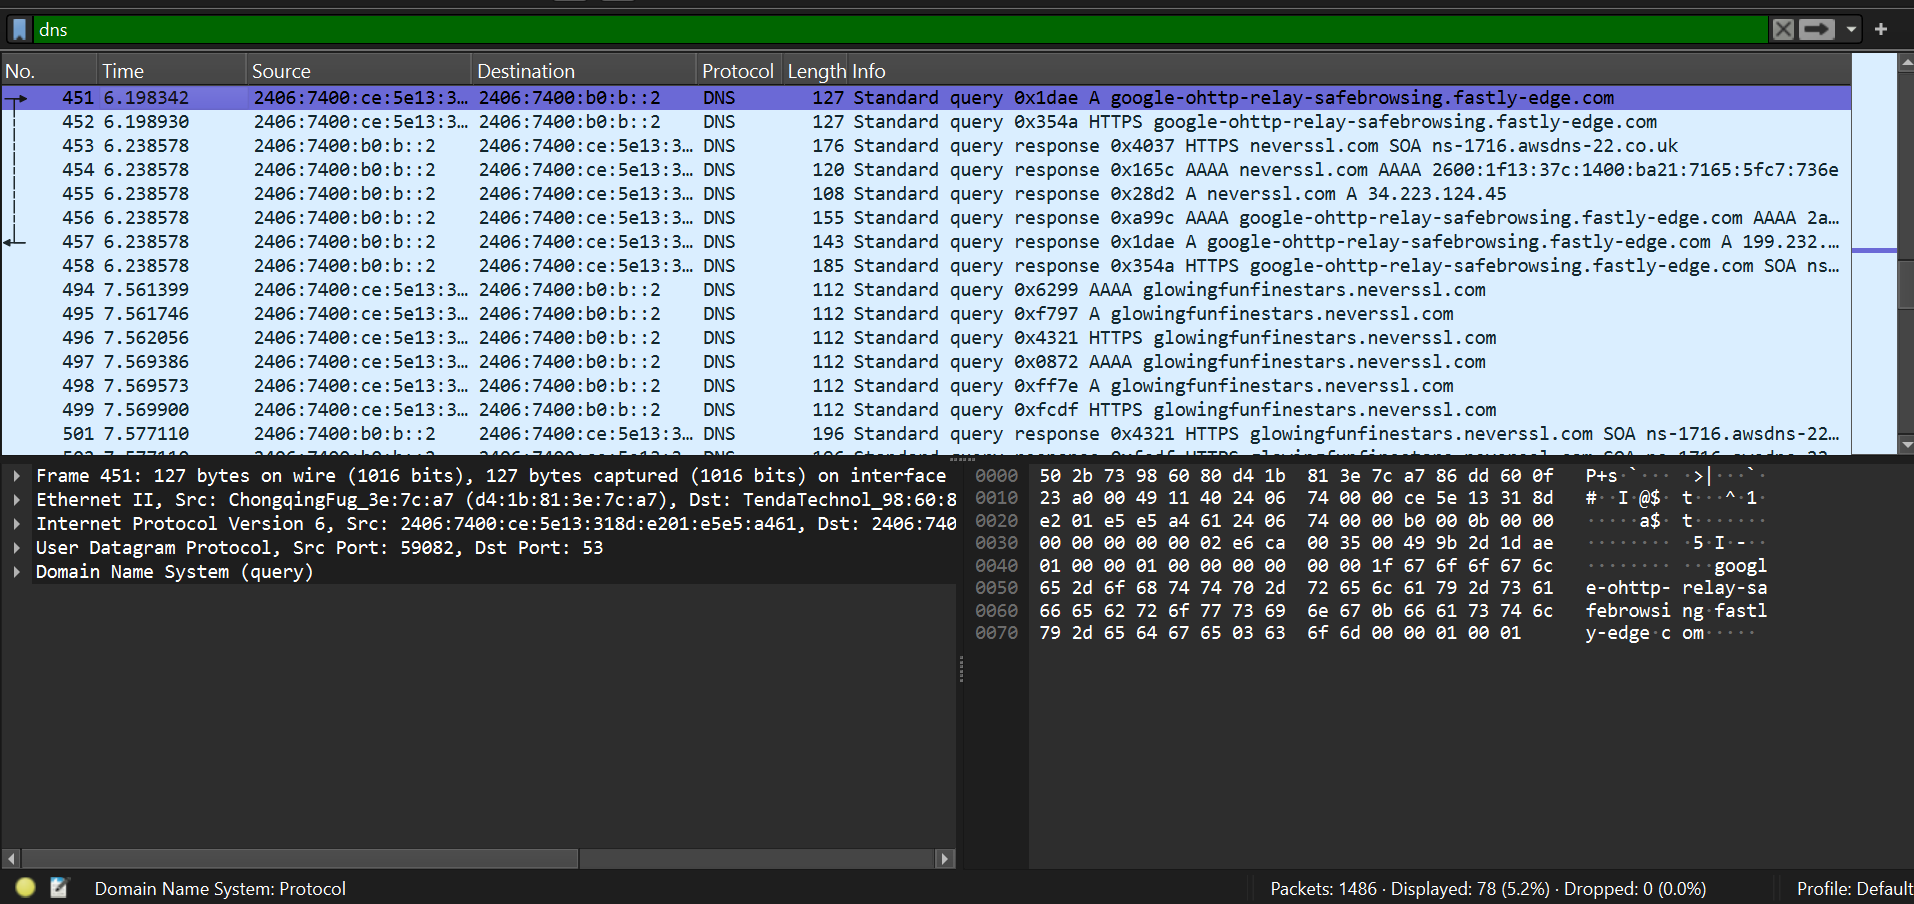 dns
No. Time Source Destination Protocol Length Info
451 6.198342 2406:7400:ce:5e13:3… 2406:7400:b0:b::2 DNS 127 Standard query 0x1dae A google-ohttp-relay-safebrowsing.fastly-edge.com
452 6.198930 2406:7400:ce:5e13:3… 2406:7400:b0:b::2 DNS 127 Standard query 0x354a HTTPS google-ohttp-relay-safebrowsing.fastly-edge.com
453 6.238578 2406:7400:b0:b::2 2406:7400:ce:5e13:3… DNS 176 Standard query response 0x4037 HTTPS neverssl.com SOA ns-1716.awsdns-22.co.uk
454 6.238578 2406:7400:b0:b::2 2406:7400:ce:5e13:3… DNS 120 Standard query response 0x165c AAAA neverssl.com AAAA 2600:1f13:37c:1400:ba21:7165:5fc7:736e
455 6.238578 2406:7400:b0:b::2 2406:7400:ce:5e13:3… DNS 108 Standard query response 0x28d2 A neverssl.com A 34.223.124.45
456 6.238578 2406:7400:b0:b::2 2406:7400:ce:5e13:3… DNS 155 Standard query response 0xa99c AAAA google-ohttp-relay-safebrowsing.fastly-edge.com AAAA 2a…
457 6.238578 2406:7400:b0:b::2 2406:7400:ce:5e13:3… DNS 143 Standard query response 0x1dae A google-ohttp-relay-safebrowsing.fastly-edge.com A 199.232.…
458 6.238578 2406:7400:b0:b::2 2406:7400:ce:5e13:3… DNS 185 Standard query response 0x354a HTTPS google-ohttp-relay-safebrowsing.fastly-edge.com SOA ns…
494 7.561399 2406:7400:ce:5e13:3… 2406:7400:b0:b::2 DNS 112 Standard query 0x6299 AAAA glowingfunfinestars.neverssl.com
495 7.561746 2406:7400:ce:5e13:3… 2406:7400:b0:b::2 DNS 112 Standard query 0xf797 A glowingfunfinestars.neverssl.com
496 7.562056 2406:7400:ce:5e13:3… 2406:7400:b0:b::2 DNS 112 Standard query 0x4321 HTTPS glowingfunfinestars.neverssl.com
497 7.569386 2406:7400:ce:5e13:3… 2406:7400:b0:b::2 DNS 112 Standard query 0x0872 AAAA glowingfunfinestars.neverssl.com
498 7.569573 2406:7400:ce:5e13:3… 2406:7400:b0:b::2 DNS 112 Standard query 0xff7e A glowingfunfinestars.neverssl.com
499 7.569900 2406:7400:ce:5e13:3… 2406:7400:b0:b::2 DNS 112 Standard query 0xfcdf HTTPS glowingfunfinestars.neverssl.com
501 7.577110 2406:7400:b0:b::2 2406:7400:ce:5e13:3… DNS 196 Standard query response 0x4321 HTTPS glowingfunfinestars.neverssl.com SOA ns-1716.awsdns-22…
Frame 451: 127 bytes on wire (1016 bits), 127 bytes captured (1016 bits) on interface
Ethernet II, Src: ChongqingFug_3e:7c:a7 (d4:1b:81:3e:7c:a7), Dst: TendaTechnol_98:60:8
Internet Protocol Version 6, Src: 2406:7400:ce:5e13:318d:e201:e5e5:a461, Dst: 2406:740
User Datagram Protocol, Src Port: 59082, Dst Port: 53
Domain Name System (query)
0000 50 2b 73 98 60 80 d4 1b 81 3e 7c a7 86 dd 60 0f P+s·`··· ·>|···`·
0010 23 a0 00 49 11 40 24 06 74 00 00 ce 5e 13 31 8d #··I·@$· t···^·1·
0020 e2 01 e5 e5 a4 61 24 06 74 00 00 b0 00 0b 00 00 ·····a$· t·······
0030 00 00 00 00 00 02 e6 ca 00 35 00 49 9b 2d 1d ae ········ ·5·I·-··
0040 01 00 00 01 00 00 00 00 00 00 1f 67 6f 6f 67 6c ········ ···googl
0050 65 2d 6f 68 74 74 70 2d 72 65 6c 61 79 2d 73 61 e-ohttp- relay-sa
0060 66 65 62 72 6f 77 73 69 6e 67 0b 66 61 73 74 6c febrowsi ng·fastl
0070 79 2d 65 64 67 65 03 63 6f 6d 00 00 01 00 01 y-edge·c om·····
Domain Name System: Protocol
Packets: 1486 · Displayed: 78 (5.2%) · Dropped: 0 (0.0%)
Profile: Default